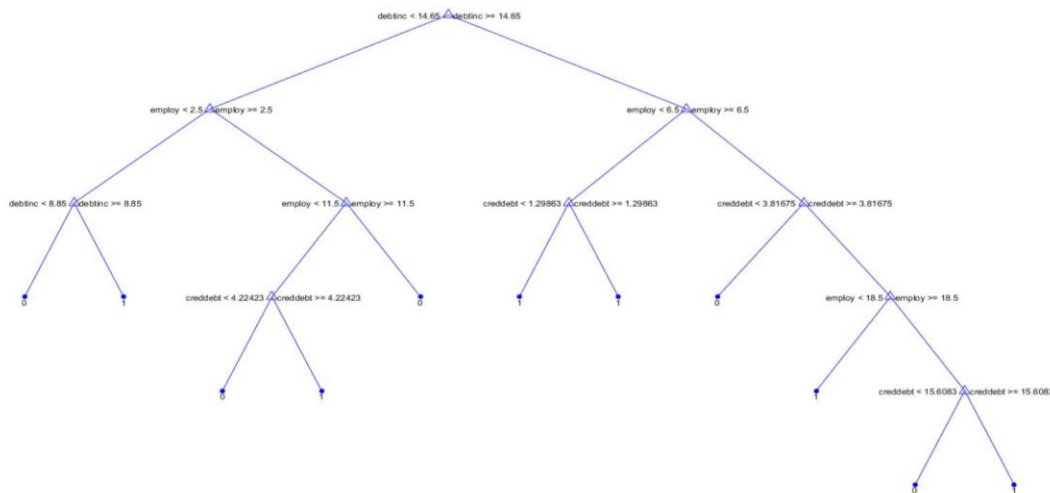 debtinc < 14.65 debtinc >= 14.65
employ < 2.5 employ >= 2.5
employ < 6.5 employ >= 6.5
debtinc < 8.85 debtinc >= 8.85
employ < 11.5 employ >= 11.5
creddebt < 1.29863 creddebt >= 1.29863
creddebt < 3.81675 creddebt >= 3.81675
0
1
creddebt < 4.22423 creddebt >= 4.22423
0
1
1
0
employ < 18.5 employ >= 18.5
0
1
1
creddebt < 15.6083 creddebt >= 15.6083
0
1